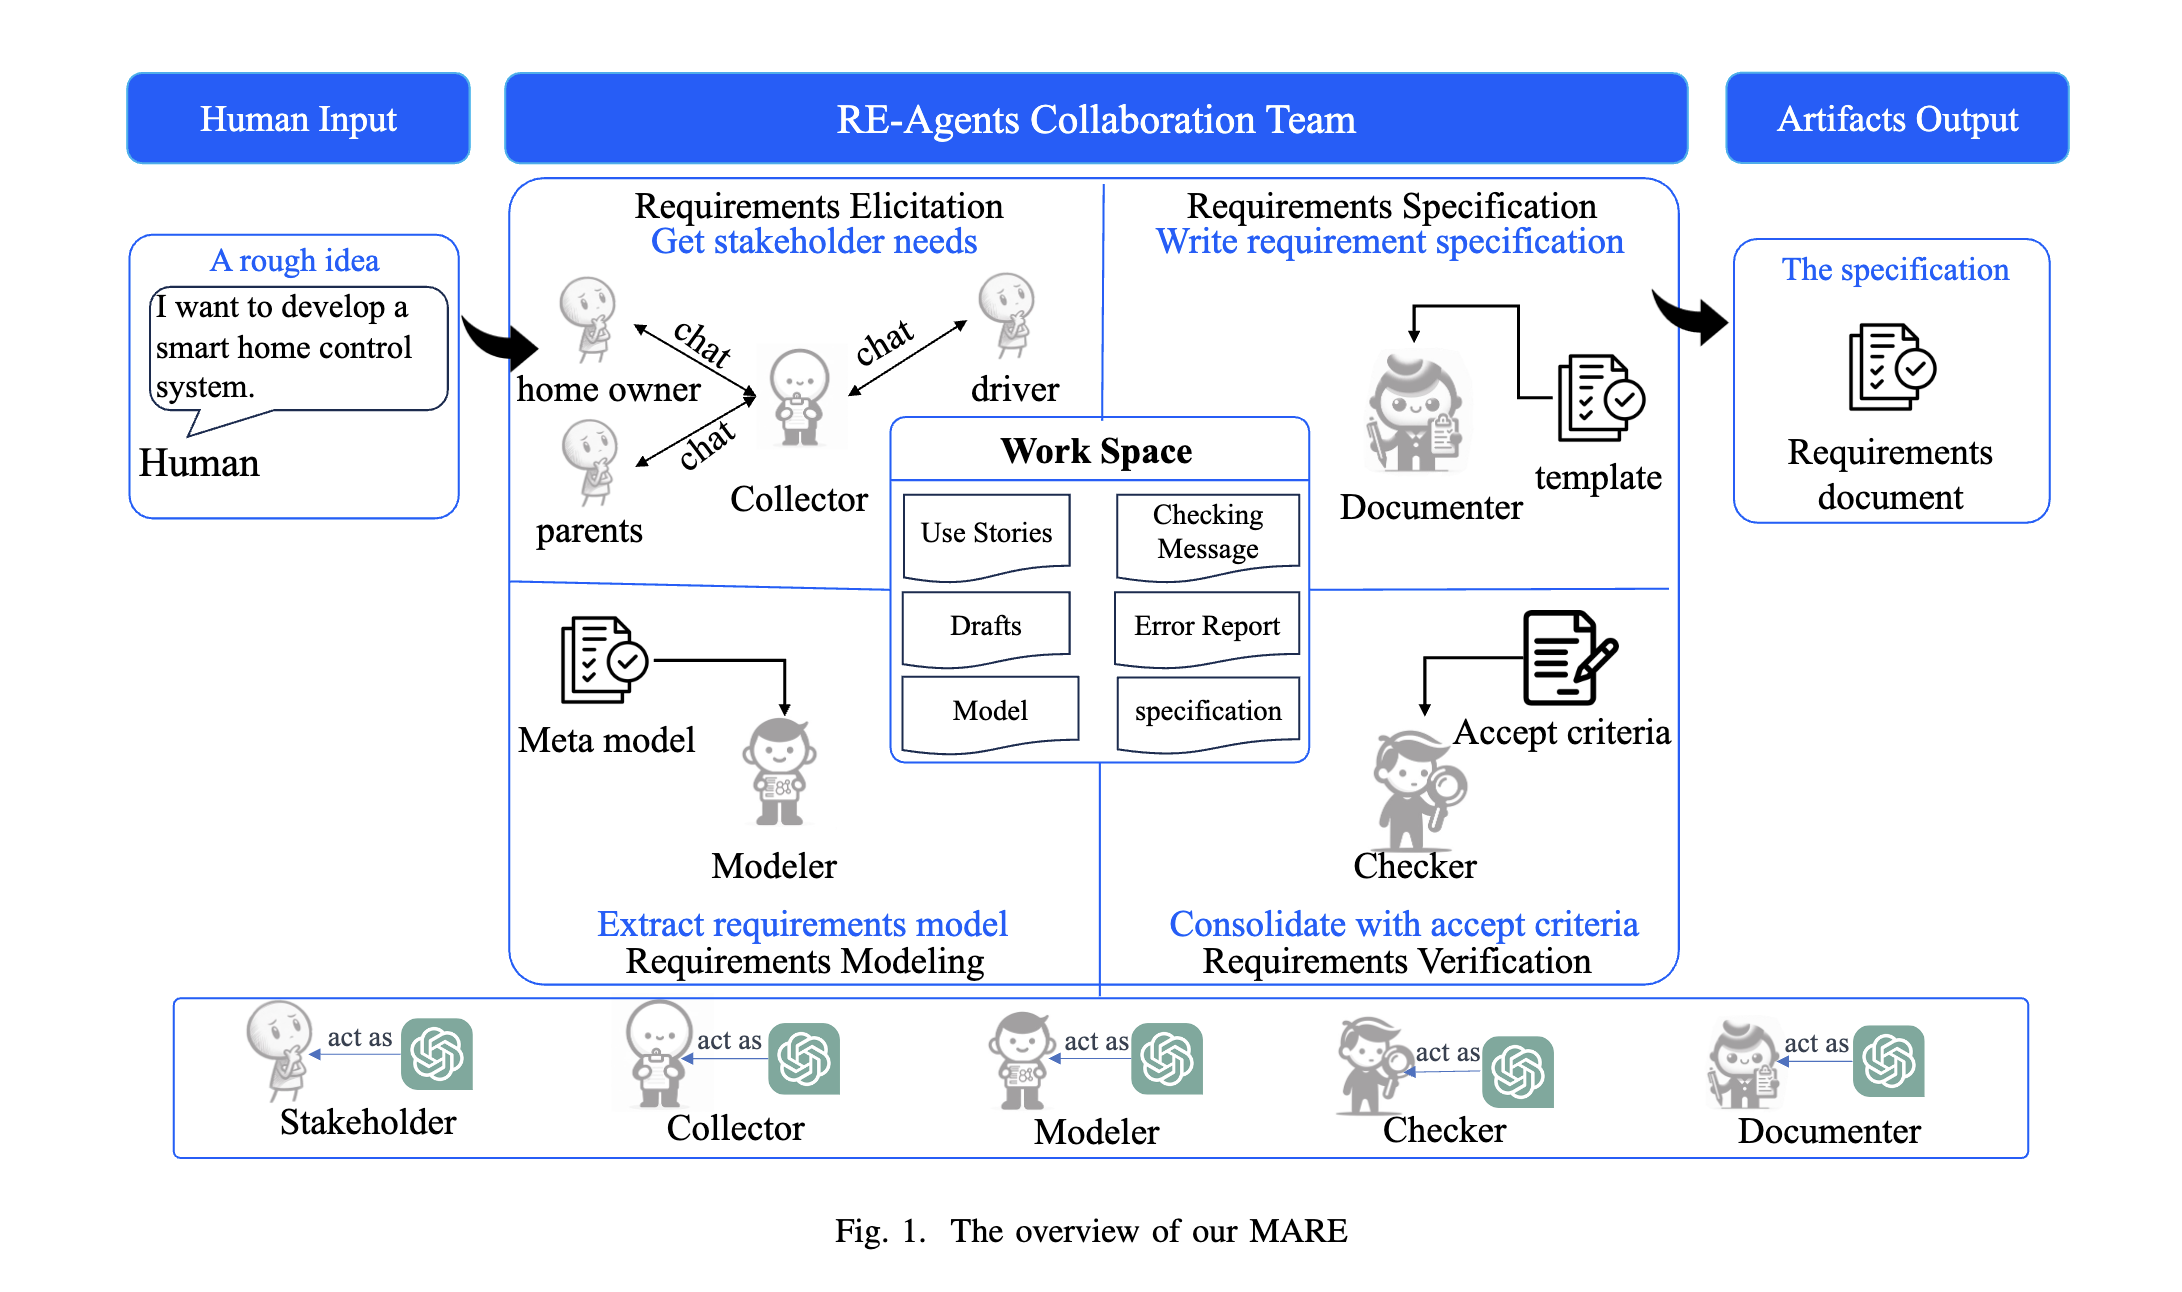 Human Input
RE-Agents Collaboration Team
Artifacts Output
A rough idea
I want to develop a
smart home control
system.
Human
Requirements Elicitation
Get stakeholder needs
home owner
chat
chat
chat
driver
parents
Collector
Requirements Specification
Write requirement specification
Documenter
template
The specification
Requirements
document
Work Space
Use Stories
Checking
Message
Drafts
Error Report
Model
specification
Meta model
Modeler
Extract requirements model
Requirements Modeling
Accept criteria
Checker
Consolidate with accept criteria
Requirements Verification
act as
Stakeholder
act as
Collector
act as
Modeler
act as
Checker
act as
Documenter
Fig. 1. The overview of our MARE